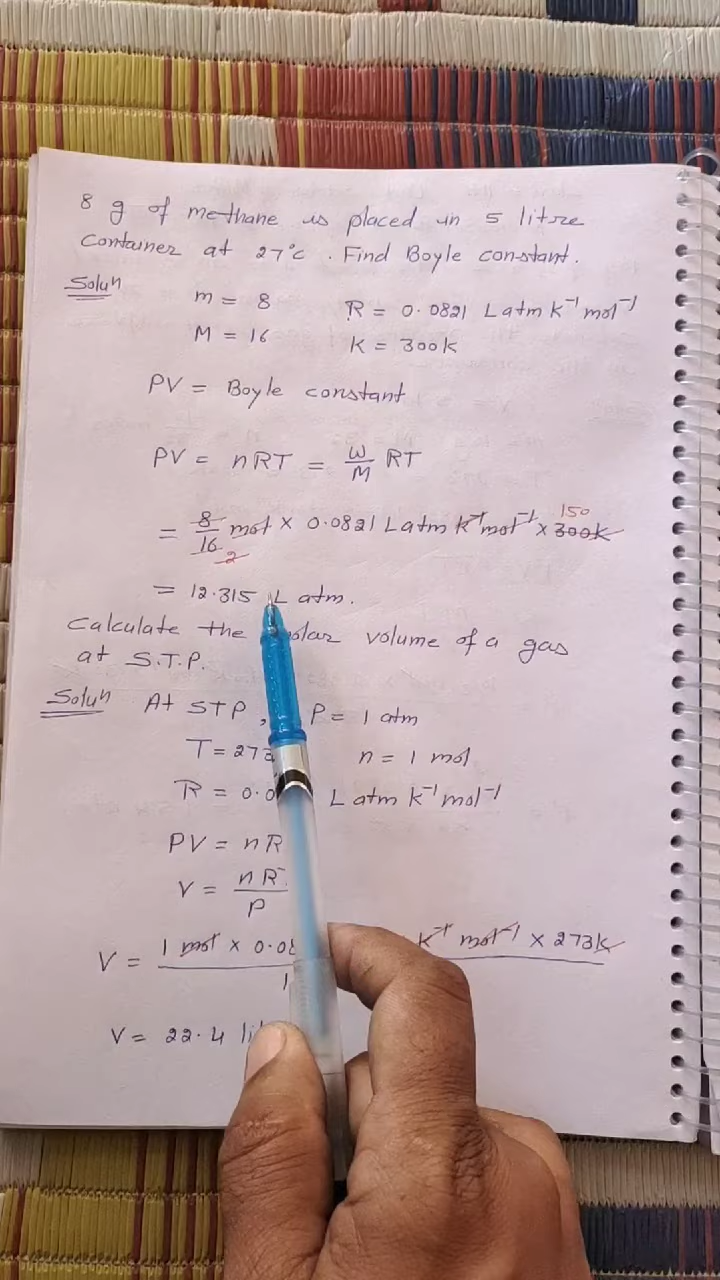 8 g of methane is placed in 5 litre
container at 27°c . Find Boyle constant.
Soluⁿ m = 8 R = 0.0821 L atm k⁻¹ mol⁻¹
M = 16 K = 300k
PV = Boyle constant
PV = nRT = w/M RT
= 8/16 mol × 0.0821 L atm k⁻¹ mol⁻¹ × 300k 150
2
= 12.315 L atm.
Calculate the molar volume of a gas
at S.T.P.
Soluⁿ At STP , P = 1 atm
T = 27 n = 1 mol
R = 0.0 L atm k⁻¹ mol⁻¹
PV = nR
V = nR/P
V = 1 mol × 0.08 k⁻¹ mol⁻¹ × 273k
1
V = 22.4 li